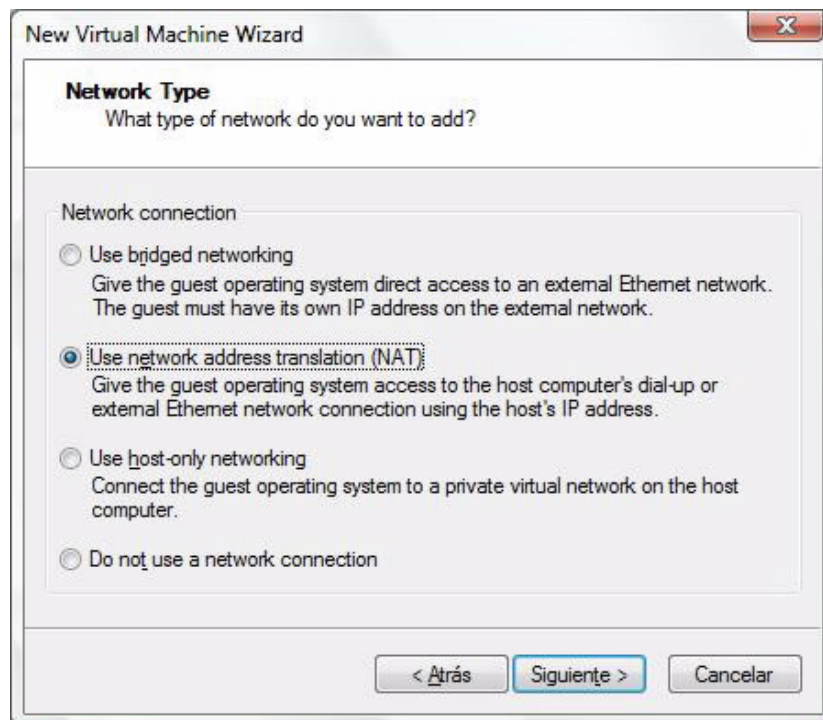 New Virtual Machine Wizard
Network Type
What type of network do you want to add?
Network connection
Use bridged networking
Give the guest operating system direct access to an external Ethernet network.
The guest must have its own IP address on the external network.
Use network address translation (NAT)
Give the guest operating system access to the host computer's dial-up or
external Ethernet network connection using the host's IP address.
Use host-only networking
Connect the guest operating system to a private virtual network on the host
computer.
Do not use a network connection
< Atrás
Siguiente >
Cancelar